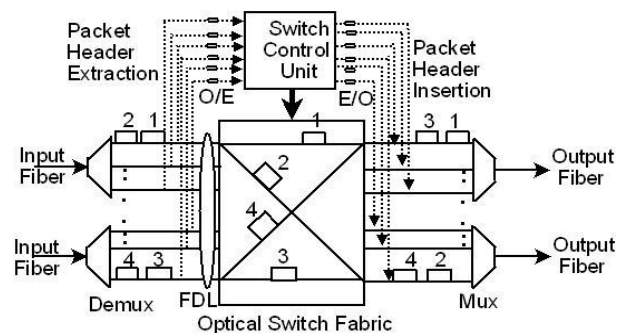 Packet
Header
Extraction
O/E
Switch
Control
Unit
E/O
Packet
Header
Insertion
2 1
1
3 1
Input
Fiber
2
Output
Fiber
4
Input
Fiber
3
Output
Fiber
4 3
4 2
Demux
FDL
Mux
Optical Switch Fabric